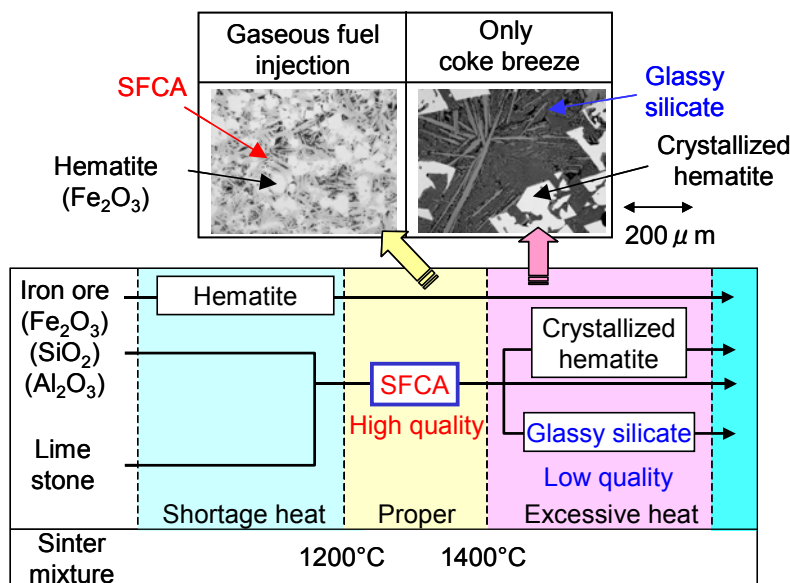 Gaseous fuel
injection
Only
coke breeze
SFCA
Glassy
silicate
Hematite
(Fe₂O₃)
Crystallized
hematite
200 μ m
Iron ore
(Fe₂O₃)
(SiO₂)
(Al₂O₃)
Hematite
Crystallized
hematite
SFCA
High quality
Glassy silicate
Low quality
Lime
stone
Shortage heat
Proper
Excessive heat
Sinter
mixture
1200°C
1400°C